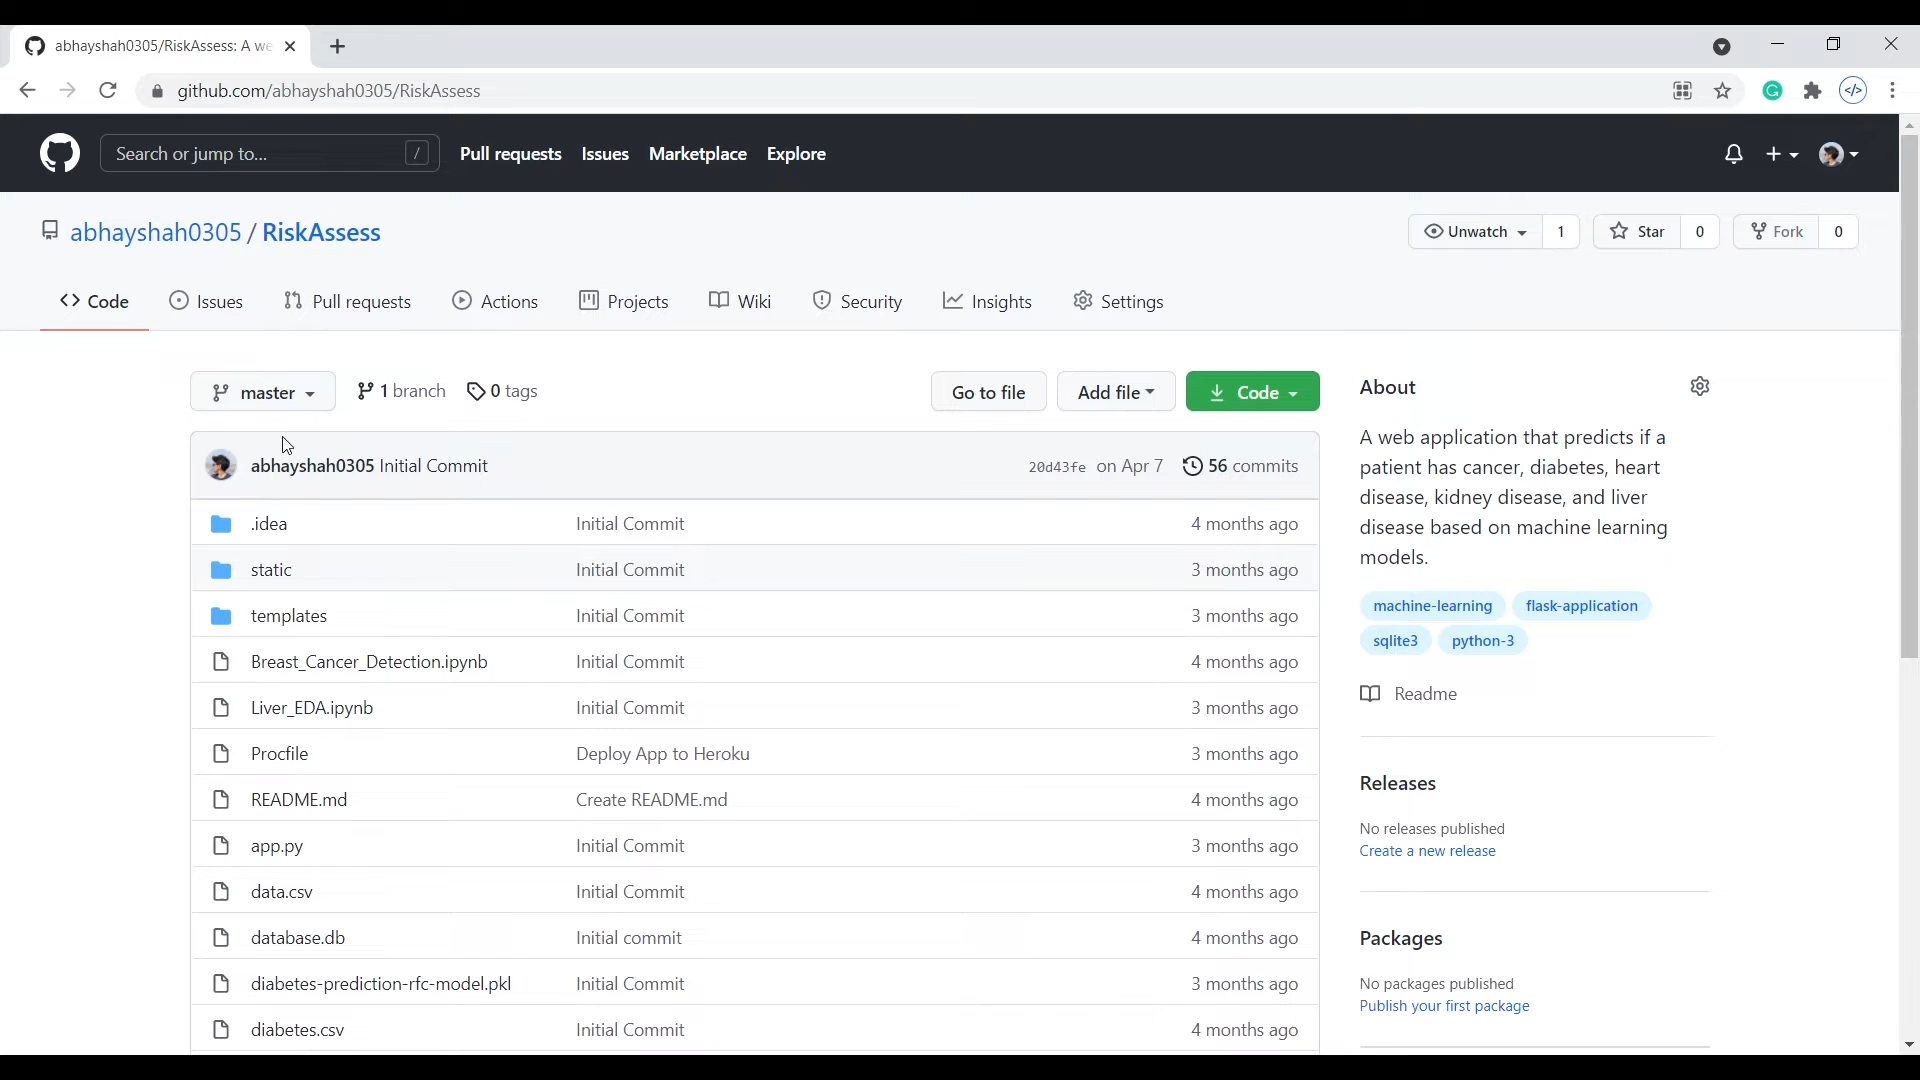 abhayshah0305/RiskAssess: A we
github.com/abhayshah0305/RiskAssess
Search or jump to... /
Pull requests Issues Marketplace Explore
abhayshah0305 / RiskAssess
Unwatch 1 Star 0 Fork 0
Code Issues Pull requests Actions Projects Wiki Security Insights Settings
master 1 branch 0 tags Go to file Add file Code
abhayshah0305 Initial Commit 20d43fe on Apr 7 56 commits
.idea Initial Commit 4 months ago
static Initial Commit 3 months ago
templates Initial Commit 3 months ago
Breast_Cancer_Detection.ipynb Initial Commit 4 months ago
Liver_EDA.ipynb Initial Commit 3 months ago
Procfile Deploy App to Heroku 3 months ago
README.md Create README.md 4 months ago
app.py Initial Commit 3 months ago
data.csv Initial Commit 4 months ago
database.db Initial commit 4 months ago
diabetes-prediction-rfc-model.pkl Initial Commit 3 months ago
diabetes.csv Initial Commit 4 months ago
About
A web application that predicts if a
patient has cancer, diabetes, heart
disease, kidney disease, and liver
disease based on machine learning
models.
machine-learning flask-application
sqlite3 python-3
Readme
Releases
No releases published
Create a new release
Packages
No packages published
Publish your first package